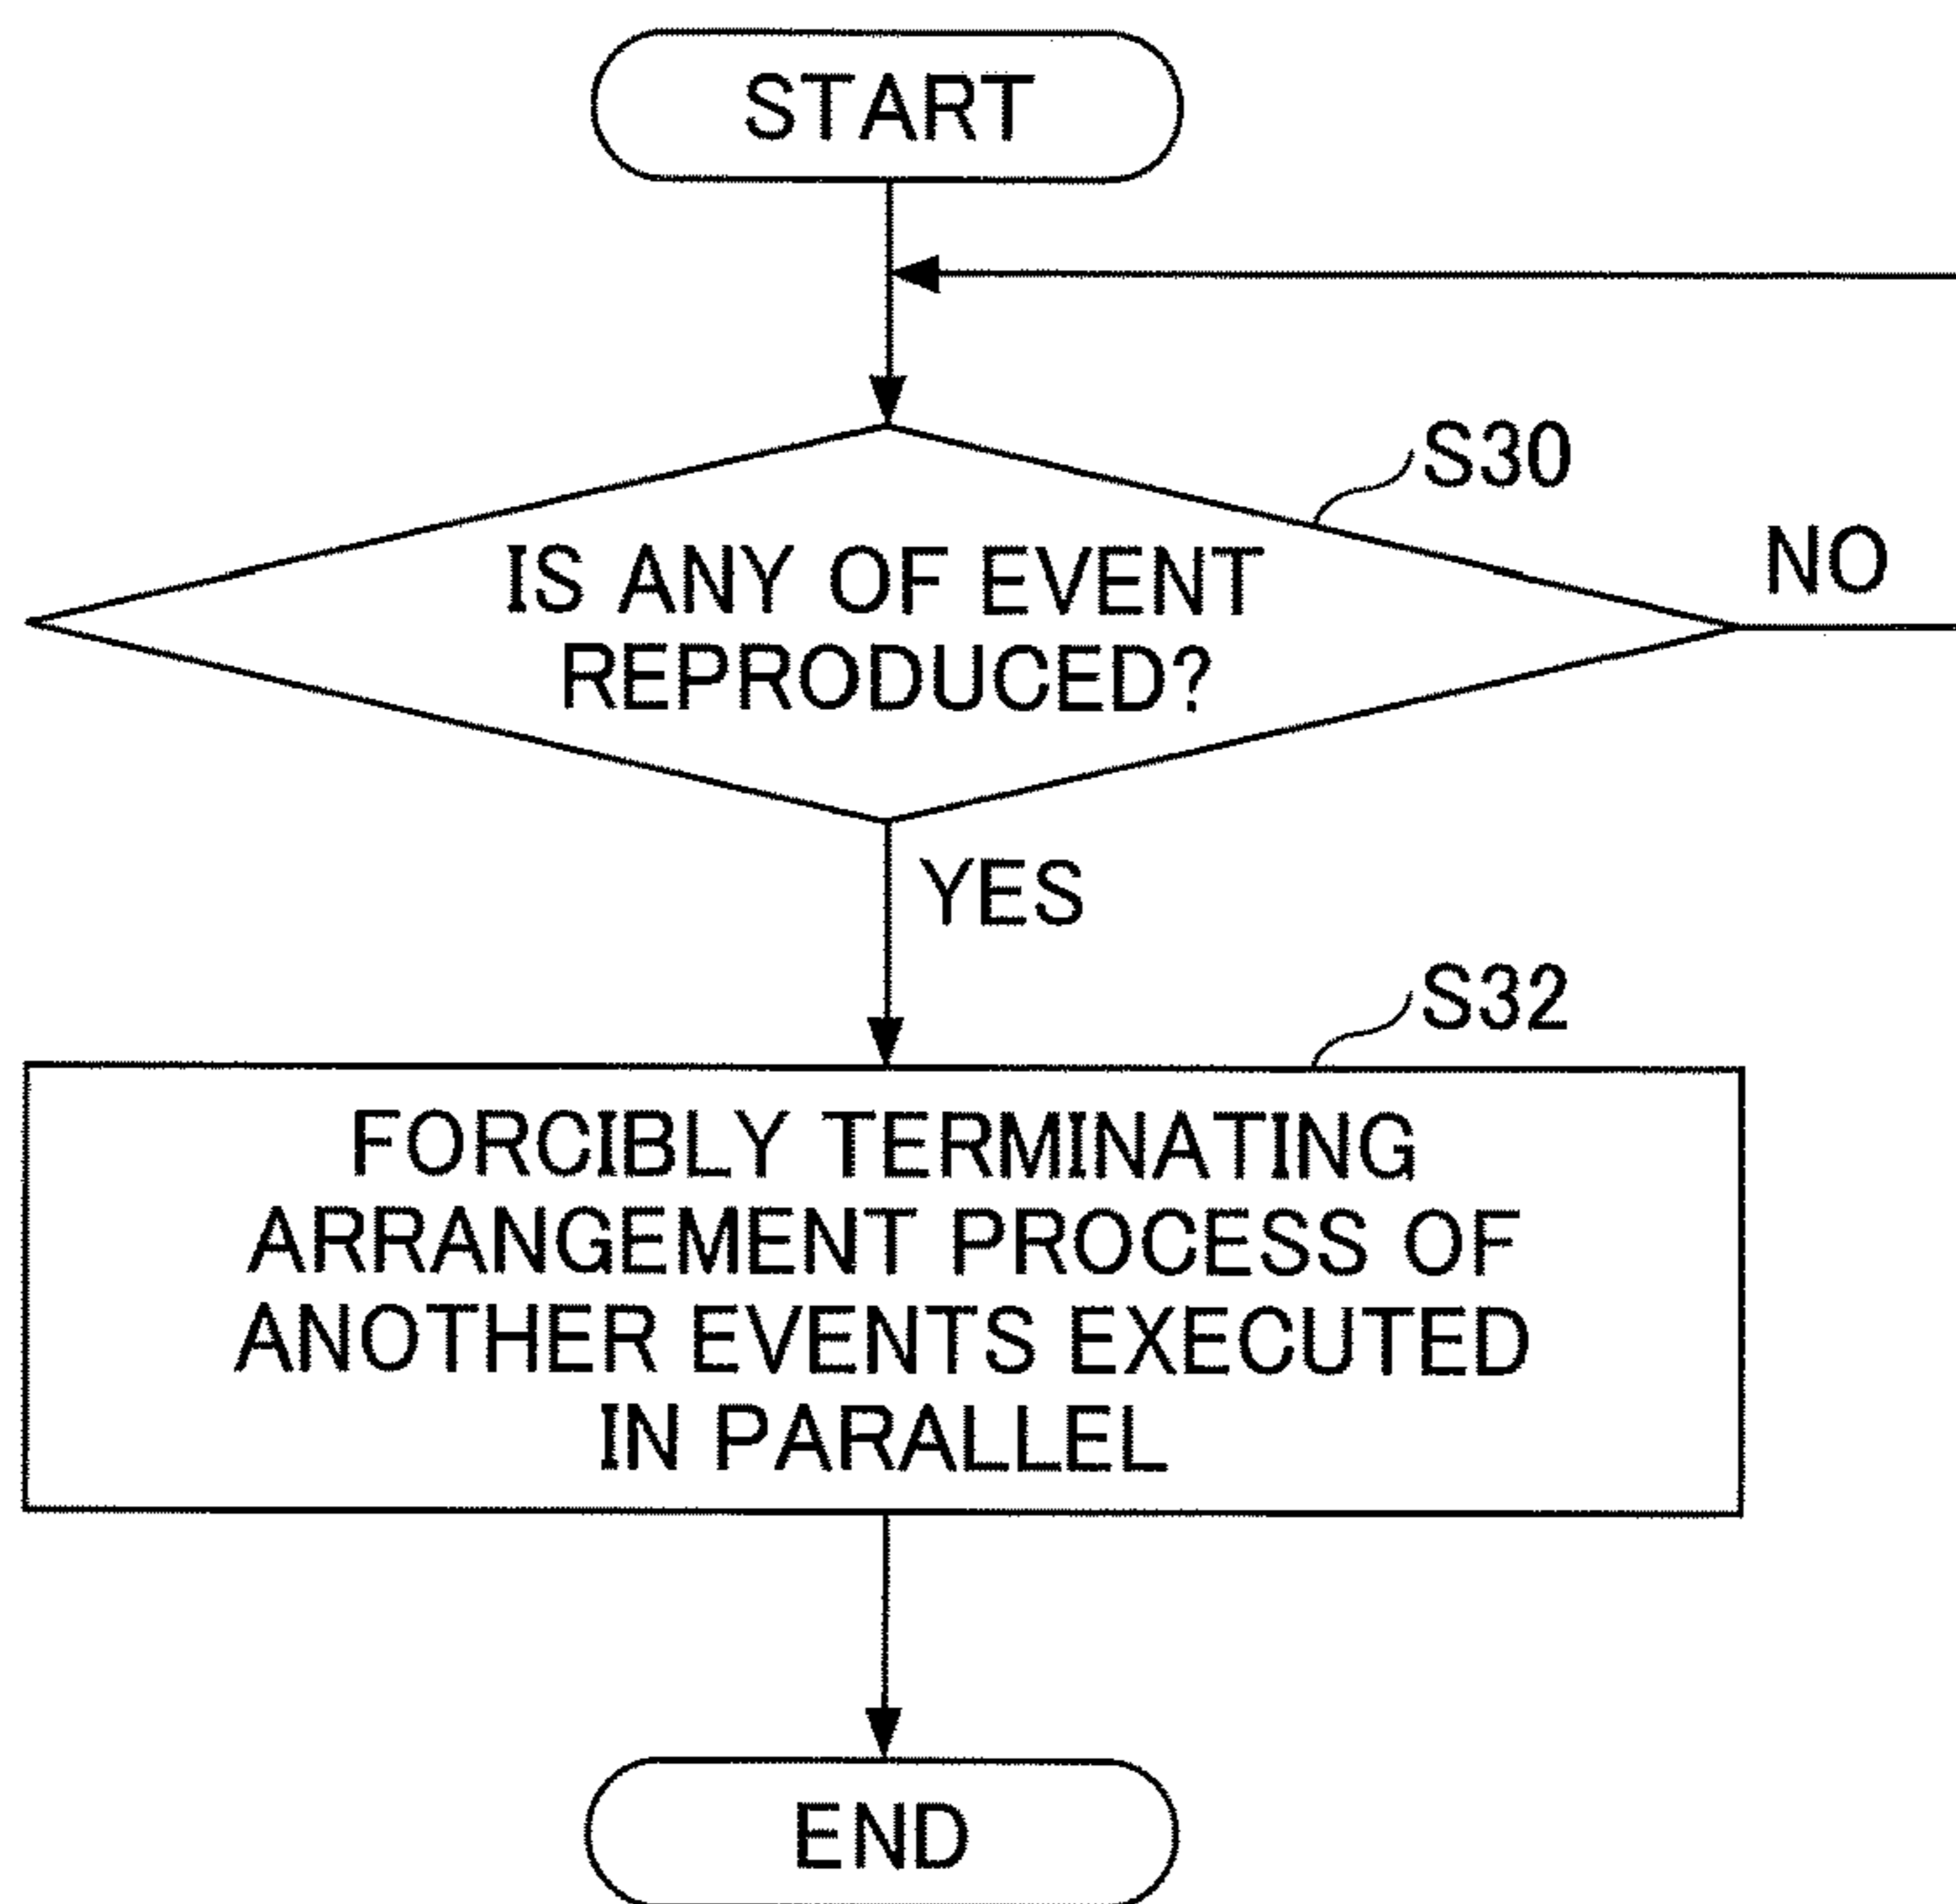 START
S30
IS ANY OF EVENT
REPRODUCED?
NO
YES
S32
FORCIBLY TERMINATING
ARRANGEMENT PROCESS OF
ANOTHER EVENTS EXECUTED
IN PARALLEL
END